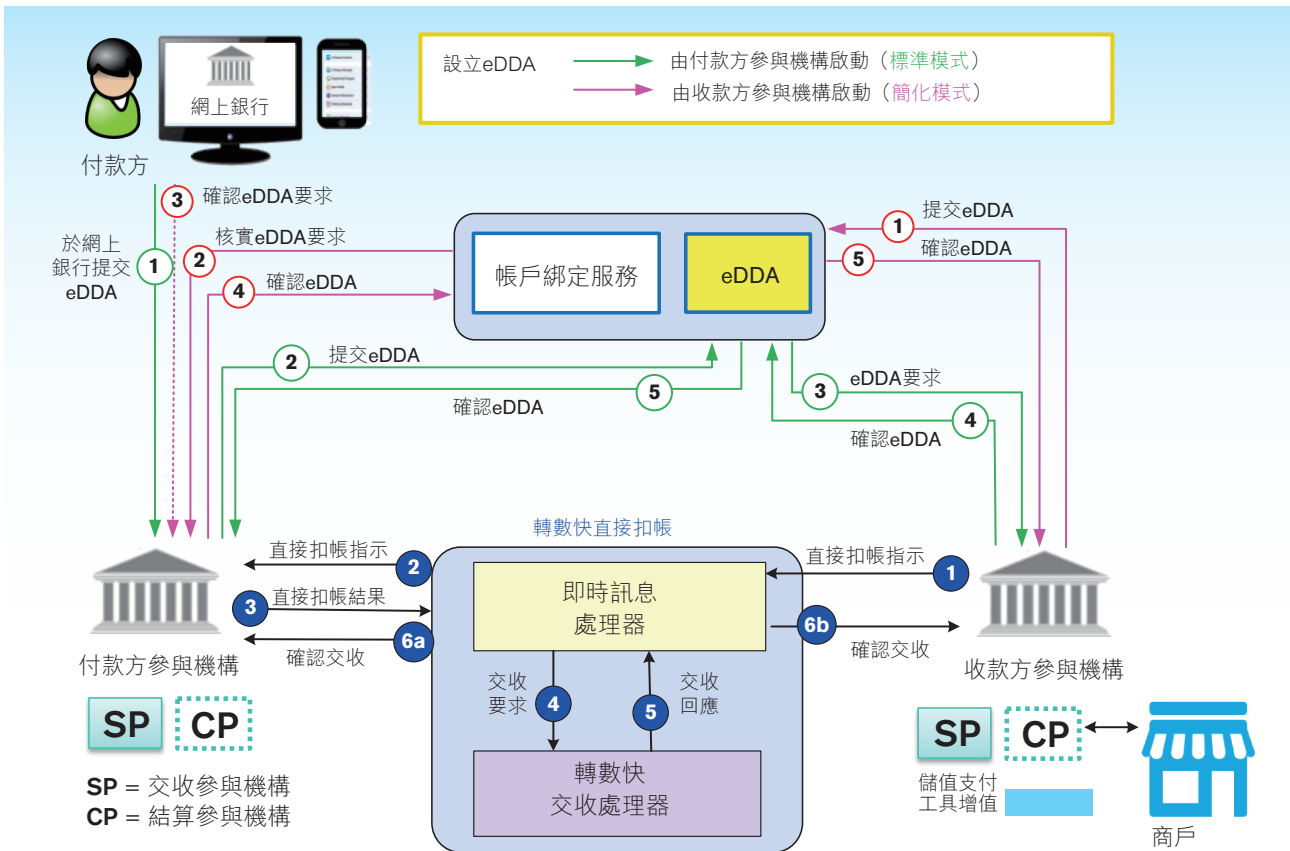 網上銀行
付款方
設立eDDA
由付款方參與機構啟動（標準模式）
由收款方參與機構啟動（簡化模式）
3
確認eDDA要求
於網上
銀行提交
eDDA
1
核實eDDA要求
2
4
確認eDDA
帳戶綁定服務
eDDA
1
提交eDDA
5
確認eDDA
2
提交eDDA
5
確認eDDA
3
eDDA要求
4
確認eDDA
轉數快直接扣帳
直接扣帳指示
2
直接扣帳結果
3
6a
確認交收
即時訊息
處理器
直接扣帳指示
1
6b
確認交收
交收
要求
4
5
交收
回應
轉數快
交收處理器
付款方參與機構
SP
CP
SP = 交收參與機構
CP = 結算參與機構
收款方參與機構
SP
CP
儲值支付
工具增值
商戶